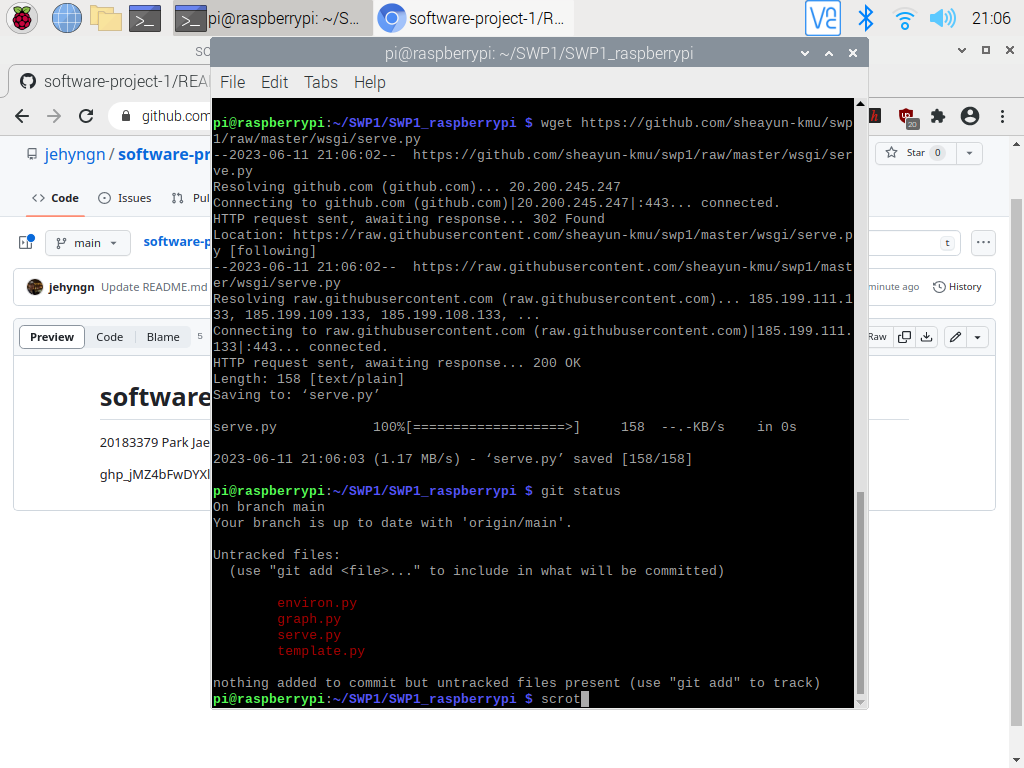 pi@raspberrypi: ~/S...
software-project-1/R...
21:06
pi@raspberrypi: ~/SWP1/SWP1_raspberrypi
software-project-1/REA
File Edit Tabs Help
github.com
20
jehyngn / software-pr
Star 0
Code
Issues
Pul
main
software-p
t
jehyngn Update README.md
minute ago
History
Preview
Code
Blame
5
Raw
software
20183379 Park Jae
ghp_jMZ4bFwDYXl
pi@raspberrypi:~/SWP1/SWP1_raspberrypi $ wget https://github.com/sheayun-kmu/swp
1/raw/master/wsgi/serve.py
--2023-06-11 21:06:02-- https://github.com/sheayun-kmu/swp1/raw/master/wsgi/ser
ve.py
Resolving github.com (github.com)... 20.200.245.247
Connecting to github.com (github.com)|20.200.245.247|:443... connected.
HTTP request sent, awaiting response... 302 Found
Location: https://raw.githubusercontent.com/sheayun-kmu/swp1/master/wsgi/serve.p
y [following]
--2023-06-11 21:06:02-- https://raw.githubusercontent.com/sheayun-kmu/swp1/mast
er/wsgi/serve.py
Resolving raw.githubusercontent.com (raw.githubusercontent.com)... 185.199.111.1
33, 185.199.109.133, 185.199.108.133, ...
Connecting to raw.githubusercontent.com (raw.githubusercontent.com)|185.199.111.
133|:443... connected.
HTTP request sent, awaiting response... 200 OK
Length: 158 [text/plain]
Saving to: ‘serve.py’
serve.py 100%[===================>] 158 --.-KB/s in 0s
2023-06-11 21:06:03 (1.17 MB/s) - ‘serve.py’ saved [158/158]
pi@raspberrypi:~/SWP1/SWP1_raspberrypi $ git status
On branch main
Your branch is up to date with 'origin/main'.
Untracked files:
(use "git add <file>..." to include in what will be committed)
environ.py
graph.py
serve.py
template.py
nothing added to commit but untracked files present (use "git add" to track)
pi@raspberrypi:~/SWP1/SWP1_raspberrypi $ scrot